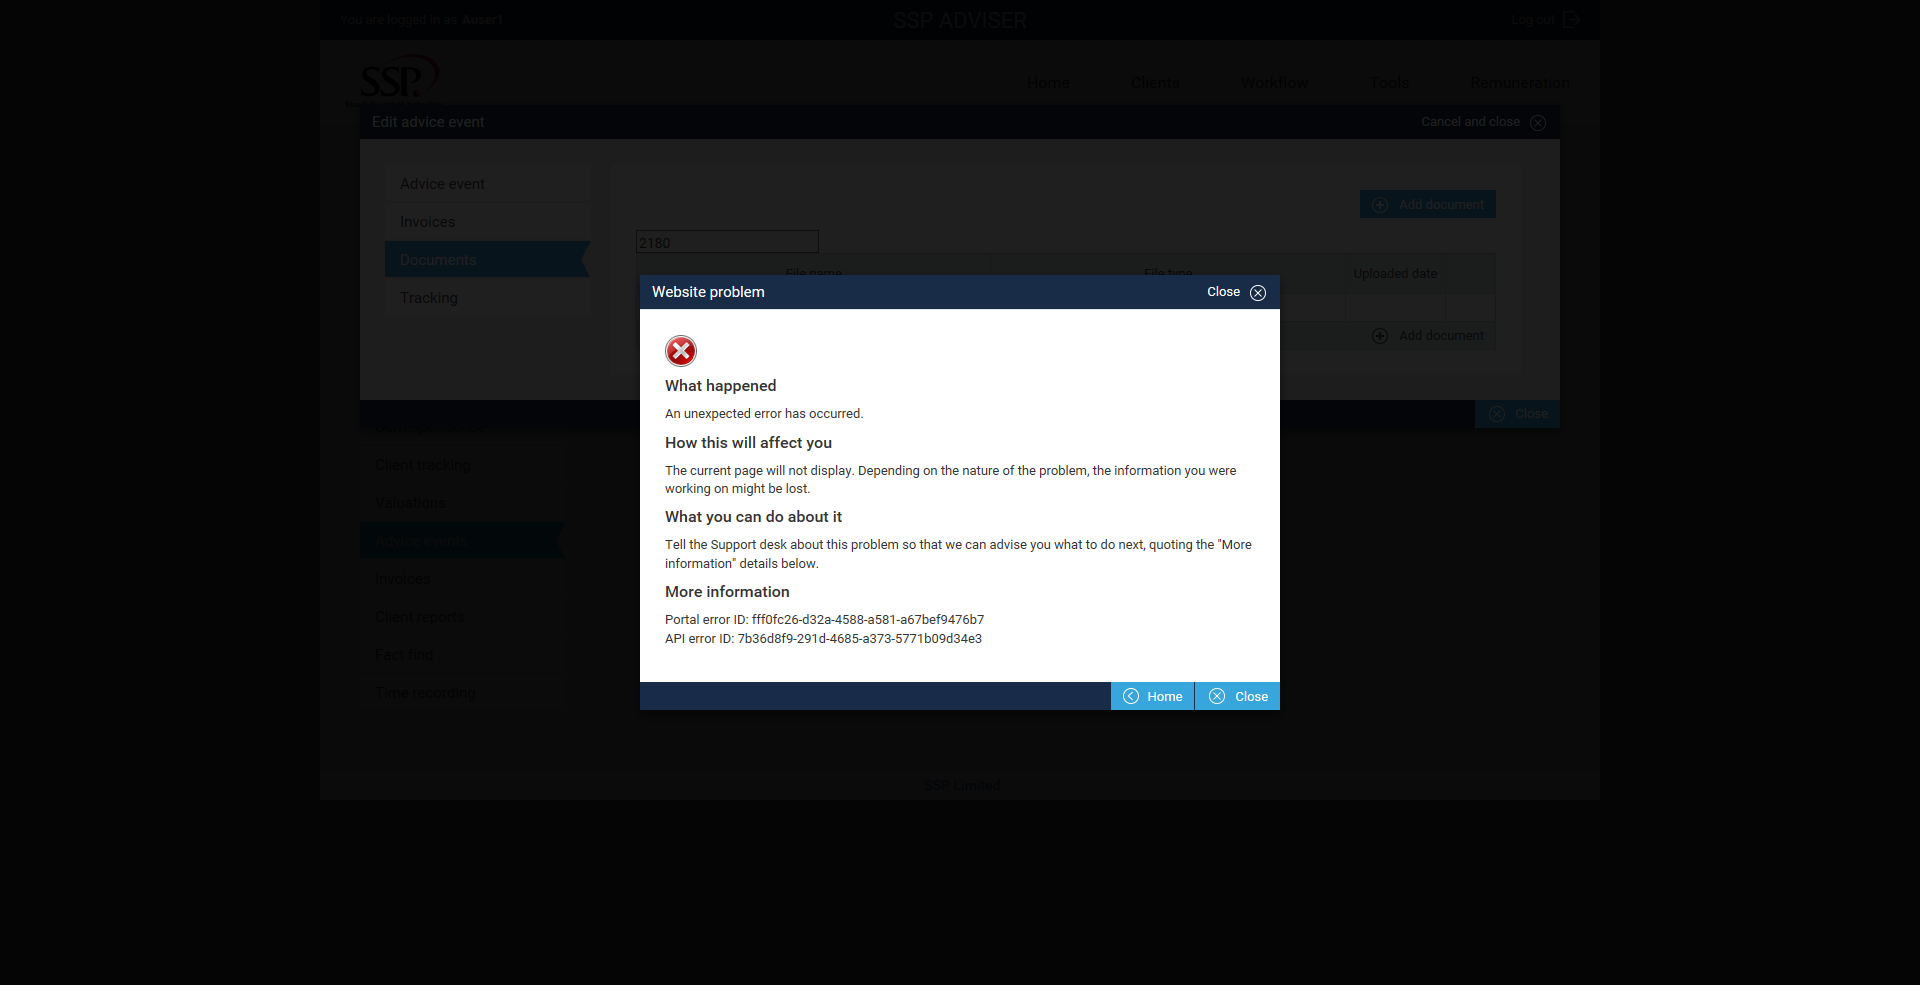 You are logged in as Auser1
SSP ADVISER
Log out
SSP
Home
Clients
Workflow
Tools
Remuneration
Edit advice event
Cancel and close
Advice event
Invoices
Documents
Tracking
Add document
2180
File name
File type
Uploaded date
Add document
Close
Website problem
Close
What happened
An unexpected error has occurred.
How this will affect you
The current page will not display. Depending on the nature of the problem, the information you were
working on might be lost.
What you can do about it
Tell the Support desk about this problem so that we can advise you what to do next, quoting the "More
information" details below.
More information
Portal error ID: fff0fc26-d32a-4588-a581-a67bef9476b7
API error ID: 7b36d8f9-291d-4685-a373-5771b09d34e3
Home
Close
Client tracking
Valuations
Advice events
Invoices
Client reports
Fact find
Time recording
SSP Limited